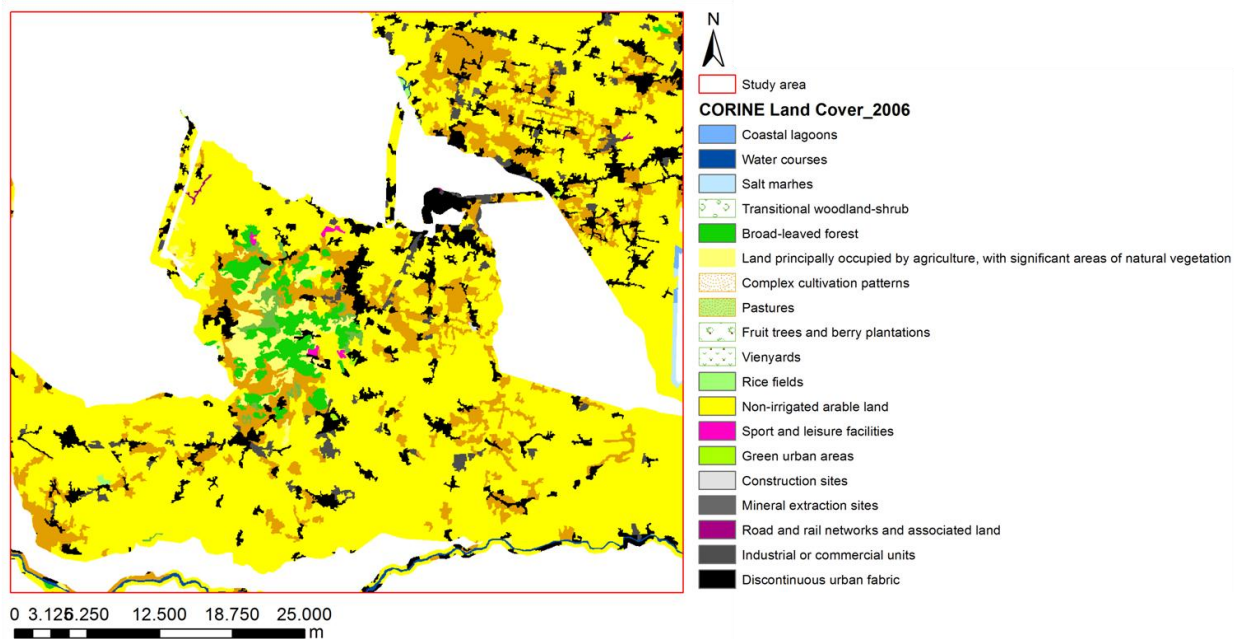 N
Study area
CORINE Land Cover_2006
Coastal lagoons
Water courses
Salt marhes
Transitional woodland-shrub
Broad-leaved forest
Land principally occupied by agriculture, with significant areas of natural vegetation
Complex cultivation patterns
Pastures
Fruit trees and berry plantations
Vienyards
Rice fields
Non-irrigated arable land
Sport and leisure facilities
Green urban areas
Construction sites
Mineral extraction sites
Road and rail networks and associated land
Industrial or commercial units
Discontinuous urban fabric
0 3.1256.250 12.500 18.750 25.000
m